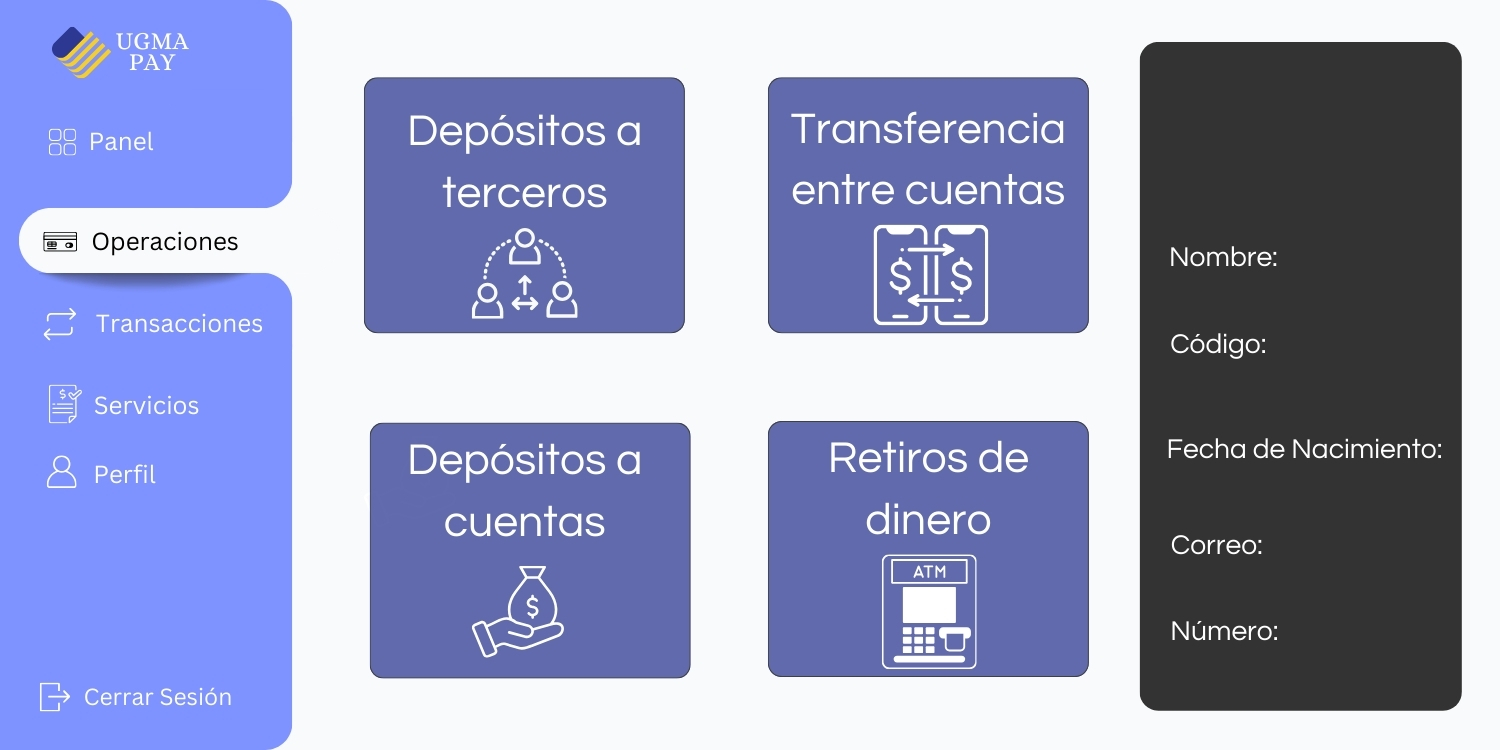 UGMA
PAY
Panel
Operaciones
Transacciones
Servicios
Perfil
Cerrar Sesión
Depósitos a
terceros
Transferencia
entre cuentas
$ $
Depósitos a
cuentas
$
Retiros de
dinero
ATM
Nombre:
Código:
Fecha de Nacimiento:
Correo:
Número: